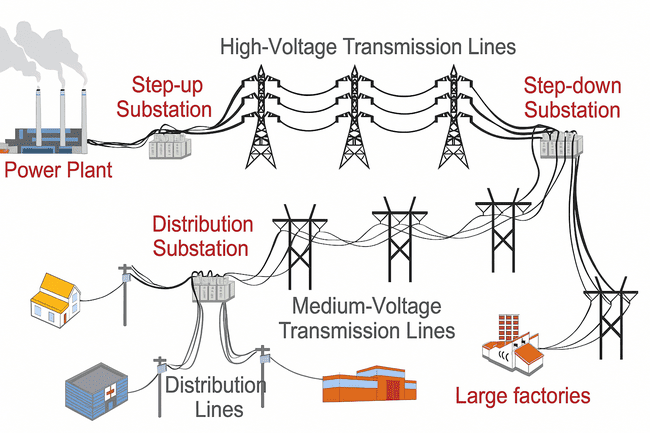 High-Voltage Transmission Lines
Step-up
Substation
Step-down
Substation
Power Plant
Distribution
Substation
Medium-Voltage
Transmission Lines
Distribution
Lines
Large factories